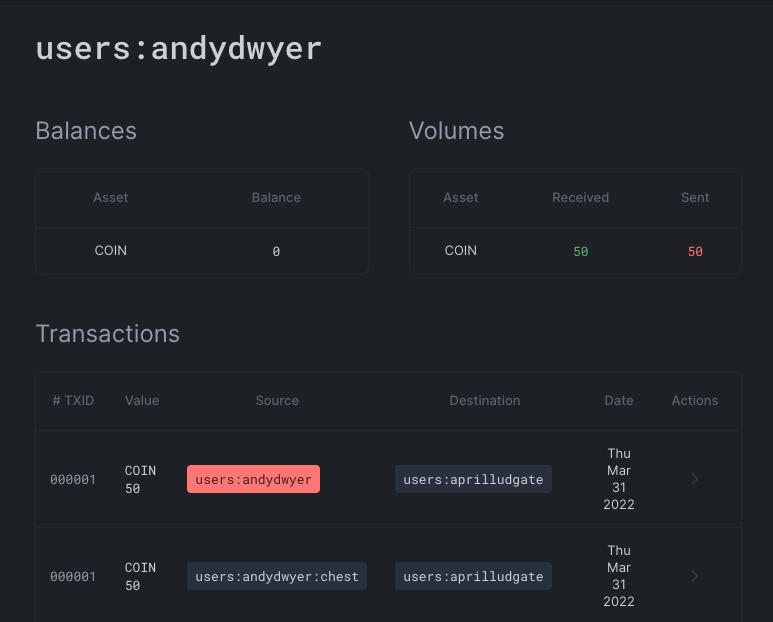 users:andydwyer
Balances
Volumes
Asset Balance
Asset Received Sent
COIN 0
COIN 50 50
Transactions
# TXID Value Source Destination Date Actions
000001 COIN 50 users:andydwyer users:aprilludgate Thu Mar 31 2022
000001 COIN 50 users:andydwyer:chest users:aprilludgate Thu Mar 31 2022